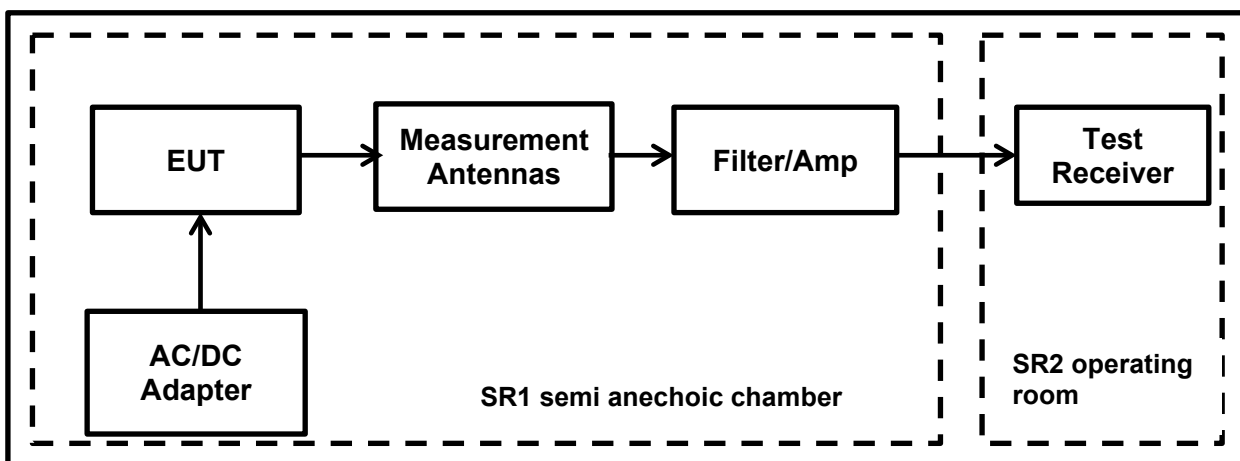 EUT
Measurement
Antennas
Filter/Amp
Test
Receiver
AC/DC
Adapter
SR1 semi anechoic chamber
SR2 operating
room